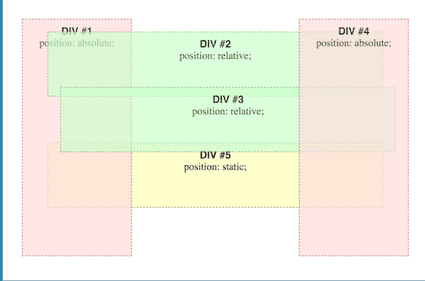 DIV #1
position: absolute;
DIV #2
position: relative;
DIV #4
position: absolute;
DIV #3
position: relative;
DIV #5
position: static;